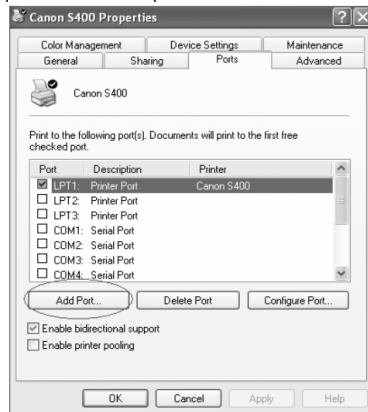 Canon S400 Properties
Color Management Device Settings Maintenance
General Sharing Ports Advanced
Canon S400
Print to the following port(s). Documents will print to the first free
checked port.
Port Description Printer
LPT1: Printer Port Canon S400
LPT2: Printer Port
LPT3: Printer Port
COM1: Serial Port
COM2: Serial Port
COM3: Serial Port
COM4: Serial Port
Add Port... Delete Port Configure Port...
Enable bidirectional support
Enable printer pooling
OK Cancel Apply Help